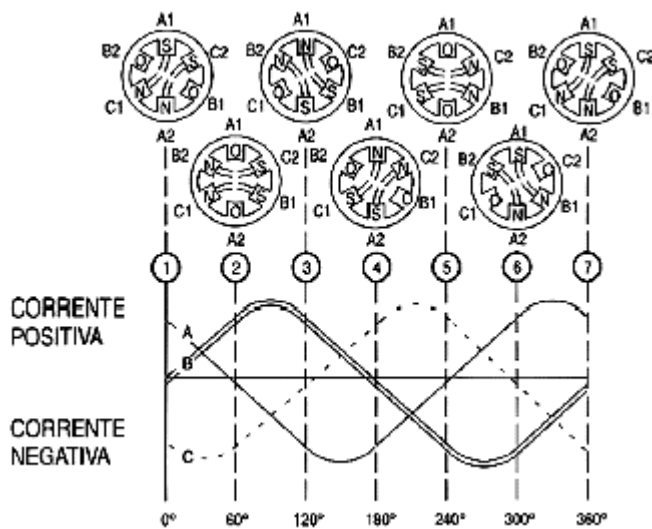 A1 A1 A1 A1
B2 S C2 B2 N C2 B2 O C2 B2 S C2
O S O N S N O N
N O S O S N N O
C1 N B1 C1 S B1 C1 O B1 C1 N B1
A2 A2 A2 A2
A1 A1 A1
B2 O C2 B2 N C2 B2 S C2
N S S N S O
N S S O O N
C1 O B1 C1 S B1 C1 N B1
A2 A2 A2
1 2 3 4 5 6 7
CORRENTE
POSITIVA
A
B
CORRENTE
NEGATIVA
C
0° 60° 120° 180° 240° 300° 360°